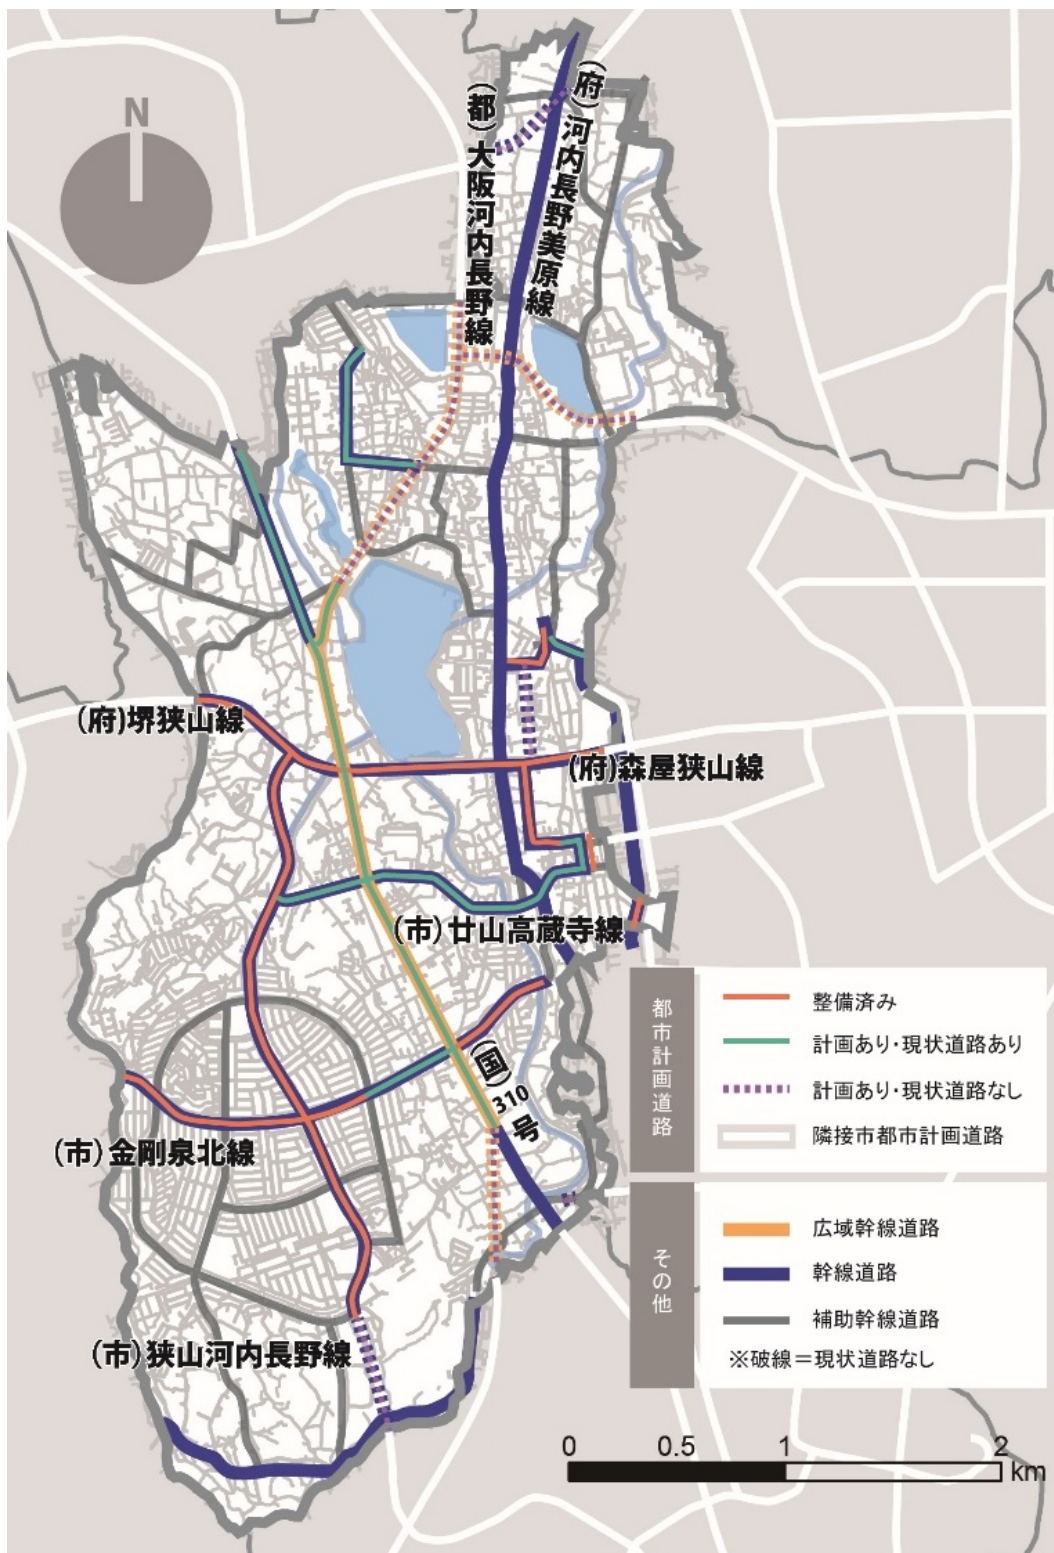 N
(都)大阪河内長野線
(府)河内長野美原線
(府)堺狭山線
(府)森屋狭山線
(市)廿山高蔵寺線
(国)310号
(市)金剛泉北線
(市)狭山河内長野線
都市計画道路
整備済み
計画あり・現状道路あり
計画あり・現状道路なし
隣接市都市計画道路
その他
広域幹線道路
幹線道路
補助幹線道路
※破線＝現状道路なし
0 0.5 1 2
km